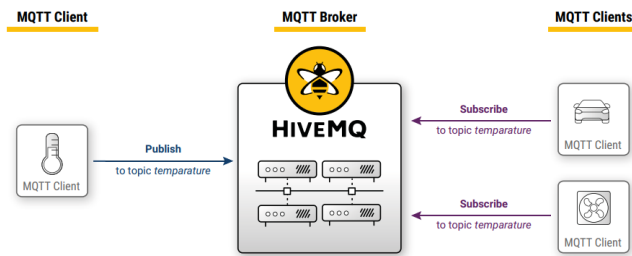 MQTT Client
MQTT Broker
MQTT Clients
HIVEMQ
MQTT Client
Publish
to topic temparature
Subscribe
to topic temparature
MQTT Client
Subscribe
to topic temparature
MQTT Client